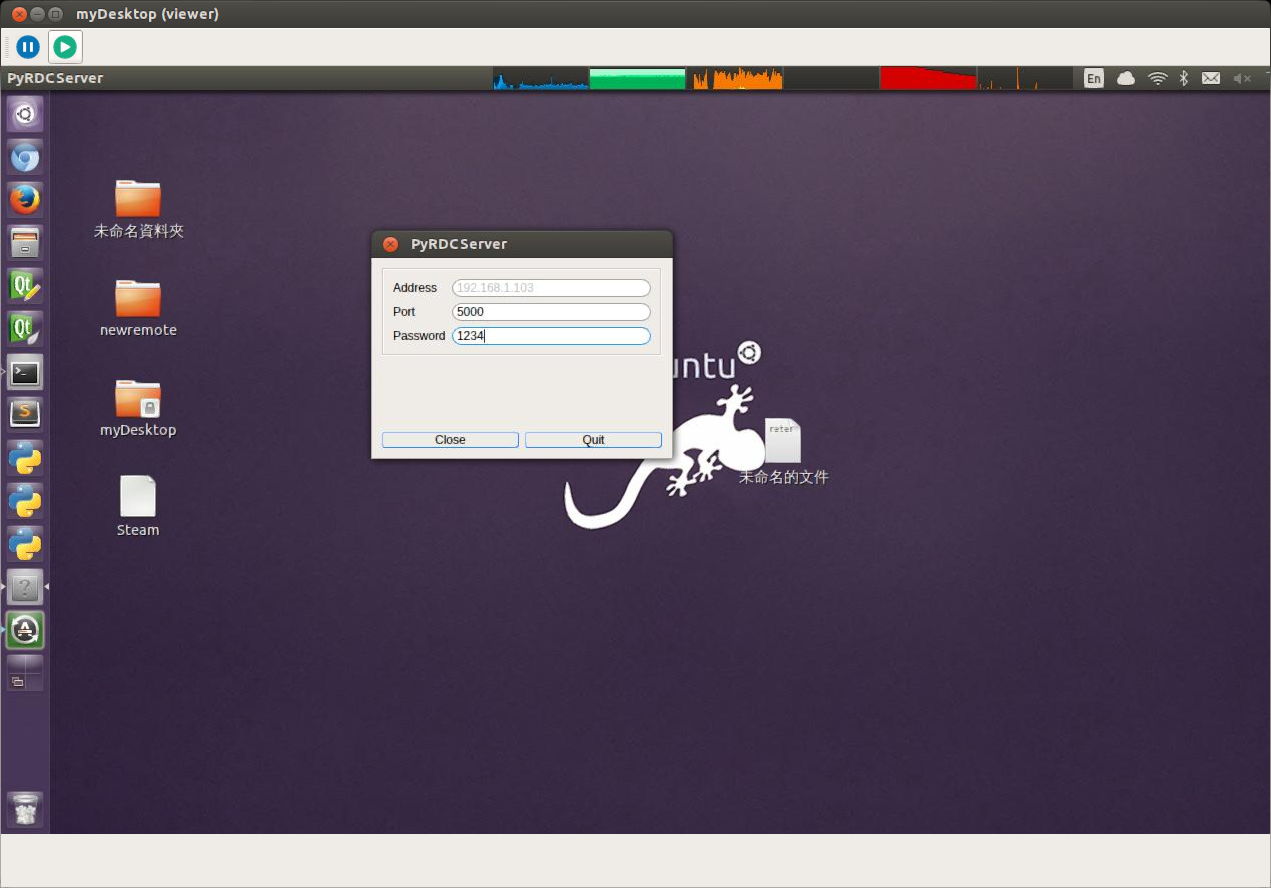 myDesktop (viewer)
PyRDCServer
En
未命名資料夾
newremote
myDesktop
Steam
PyRDCServer
Address 192.168.1.103
Port 5000
Password 1234
Close Quit
untu
reter
未命名的文件